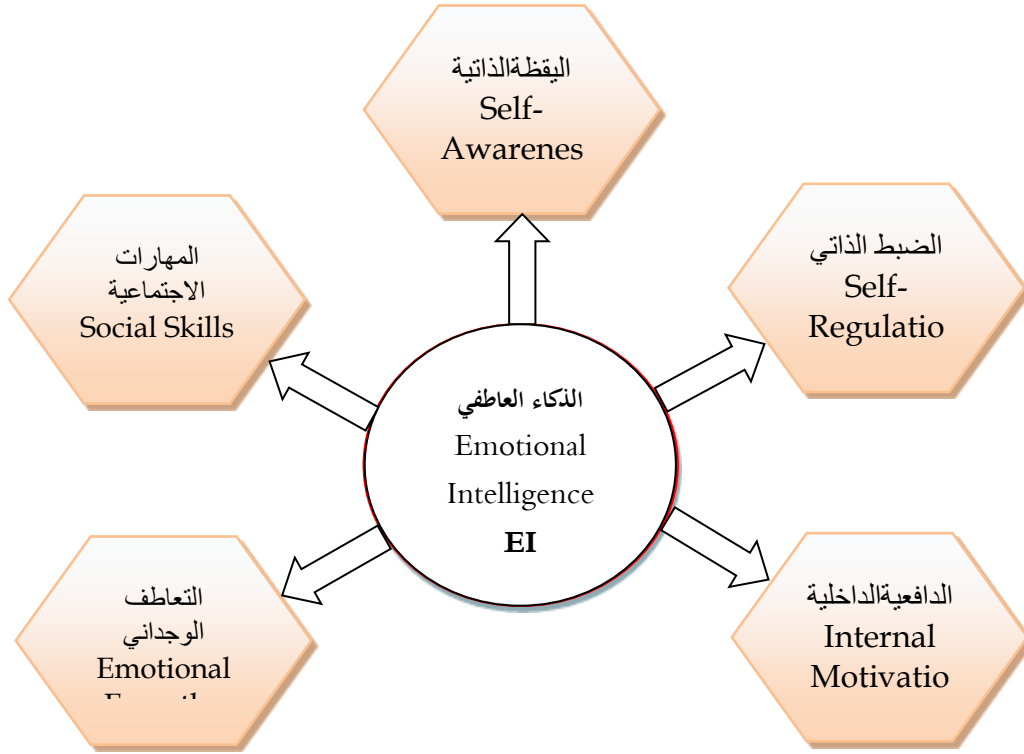 اليقظةالذاتية
Self-
Awarenes
المهارات
الاجتماعية
Social Skills
الضبط الذاتي
Self-
Regulatio
الذكاء العاطفي
Emotional
Intelligence
EI
التعاطف
الوجداني
Emotional
الدافعيةالداخلية
Internal
Motivatio